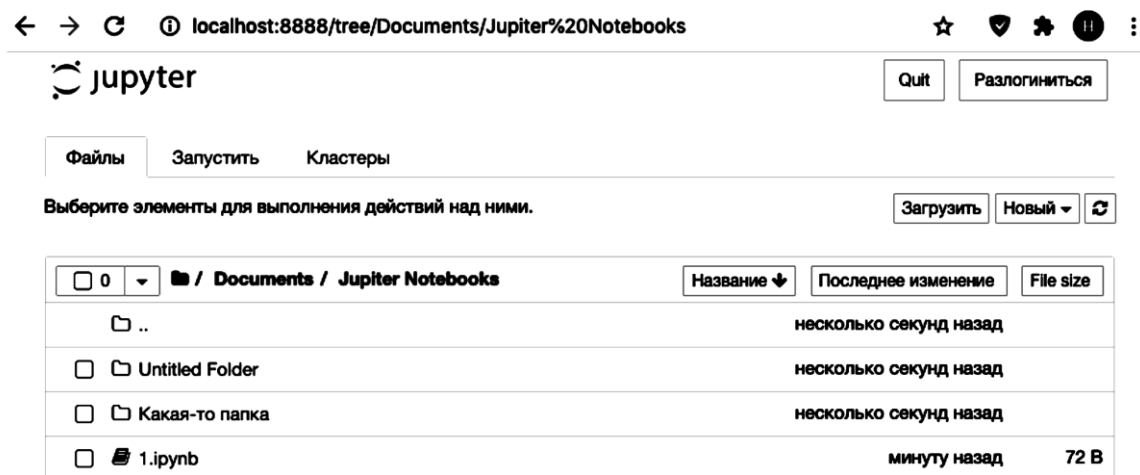 localhost:8888/tree/Documents/Jupiter%20Notebooks H
jupyter Quit Разлогиниться
Файлы Запустить Кластеры
Выберите элементы для выполнения действий над ними. Загрузить Новый
0 / Documents / Jupiter Notebooks Название Последнее изменение File size
.. несколько секунд назад
Untitled Folder несколько секунд назад
Какая-то папка несколько секунд назад
1.ipynb минуту назад 72 B